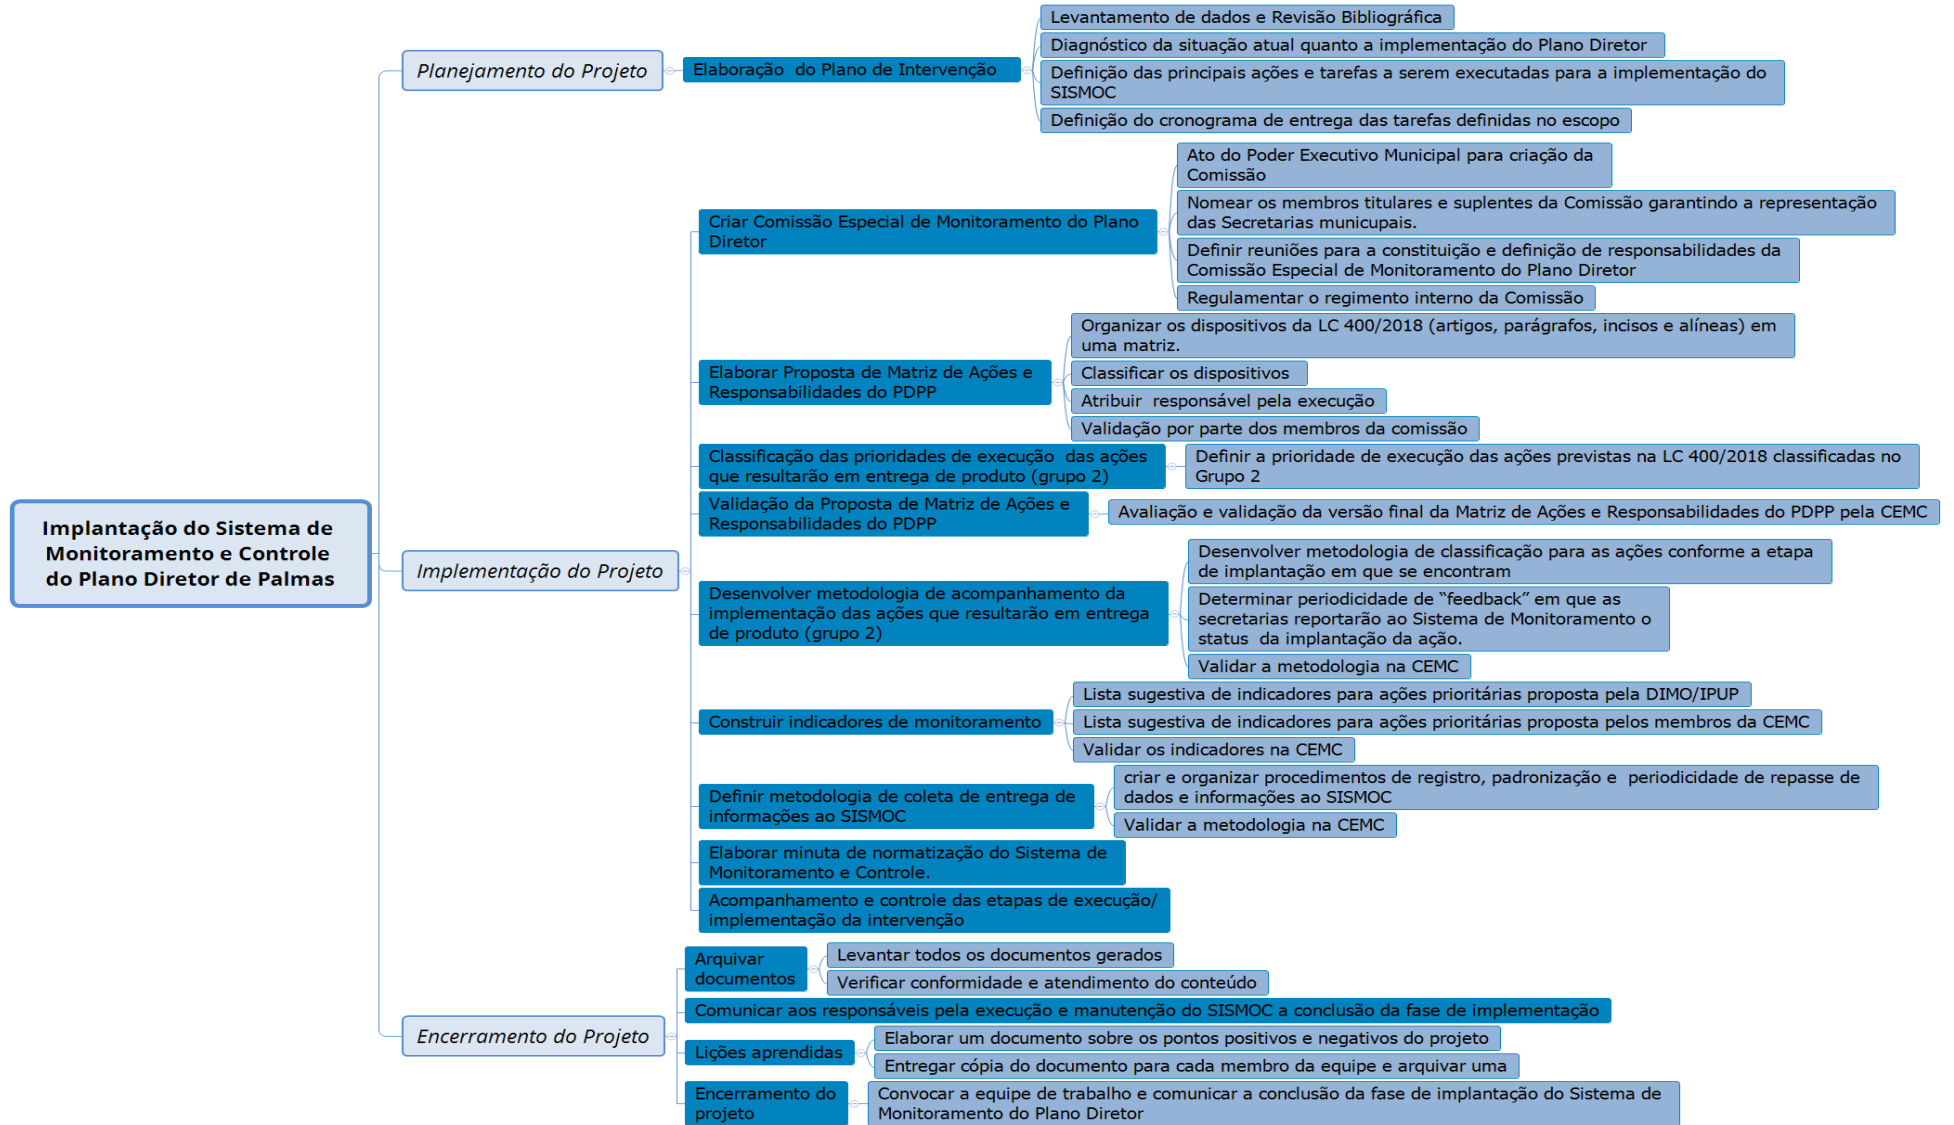 Implantação do Sistema de
Monitoramento e Controle
do Plano Diretor de Palmas
Planejamento do Projeto
Elaboração do Plano de Intervenção
Levantamento de dados e Revisão Bibliográfica
Diagnóstico da situação atual quanto a implementação do Plano Diretor
Definição das principais ações e tarefas a serem executadas para a implementação do
SISMOC
Definição do cronograma de entrega das tarefas definidas no escopo
Implementação do Projeto
Criar Comissão Especial de Monitoramento do Plano
Diretor
Ato do Poder Executivo Municipal para criação da
Comissão
Nomear os membros titulares e suplentes da Comissão garantindo a representação
das Secretarias municupais.
Definir reuniões para a constituição e definição de responsabilidades da
Comissão Especial de Monitoramento do Plano Diretor
Regulamentar o regimento interno da Comissão
Elaborar Proposta de Matriz de Ações e
Responsabilidades do PDPP
Organizar os dispositivos da LC 400/2018 (artigos, parágrafos, incisos e alíneas) em
uma matriz.
Classificar os dispositivos
Atribuir responsável pela execução
Validação por parte dos membros da comissão
Classificação das prioridades de execução das ações
que resultarão em entrega de produto (grupo 2)
Definir a prioridade de execução das ações previstas na LC 400/2018 classificadas no
Grupo 2
Validação da Proposta de Matriz de Ações e
Responsabilidades do PDPP
Avaliação e validação da versão final da Matriz de Ações e Responsabilidades do PDPP pela CEMC
Desenvolver metodologia de acompanhamento da
implementação das ações que resultarão em entrega
de produto (grupo 2)
Desenvolver metodologia de classificação para as ações conforme a etapa
de implantação em que se encontram
Determinar periodicidade de “feedback” em que as
secretarias reportarão ao Sistema de Monitoramento o
status da implantação da ação.
Validar a metodologia na CEMC
Construir indicadores de monitoramento
Lista sugestiva de indicadores para ações prioritárias proposta pela DIMO/IPUP
Lista sugestiva de indicadores para ações prioritárias proposta pelos membros da CEMC
Validar os indicadores na CEMC
Definir metodologia de coleta de entrega de
informações ao SISMOC
criar e organizar procedimentos de registro, padronização e periodicidade de repasse de
dados e informações ao SISMOC
Validar a metodologia na CEMC
Elaborar minuta de normatização do Sistema de
Monitoramento e Controle.
Acompanhamento e controle das etapas de execução/
implementação da intervenção
Encerramento do Projeto
Arquivar
documentos
Levantar todos os documentos gerados
Verificar conformidade e atendimento do conteúdo
Comunicar aos responsáveis pela execução e manutenção do SISMOC a conclusão da fase de implementação
Lições aprendidas
Elaborar um documento sobre os pontos positivos e negativos do projeto
Entregar cópia do documento para cada membro da equipe e arquivar uma
Encerramento do
projeto
Convocar a equipe de trabalho e comunicar a conclusão da fase de implantação do Sistema de
Monitoramento do Plano Diretor